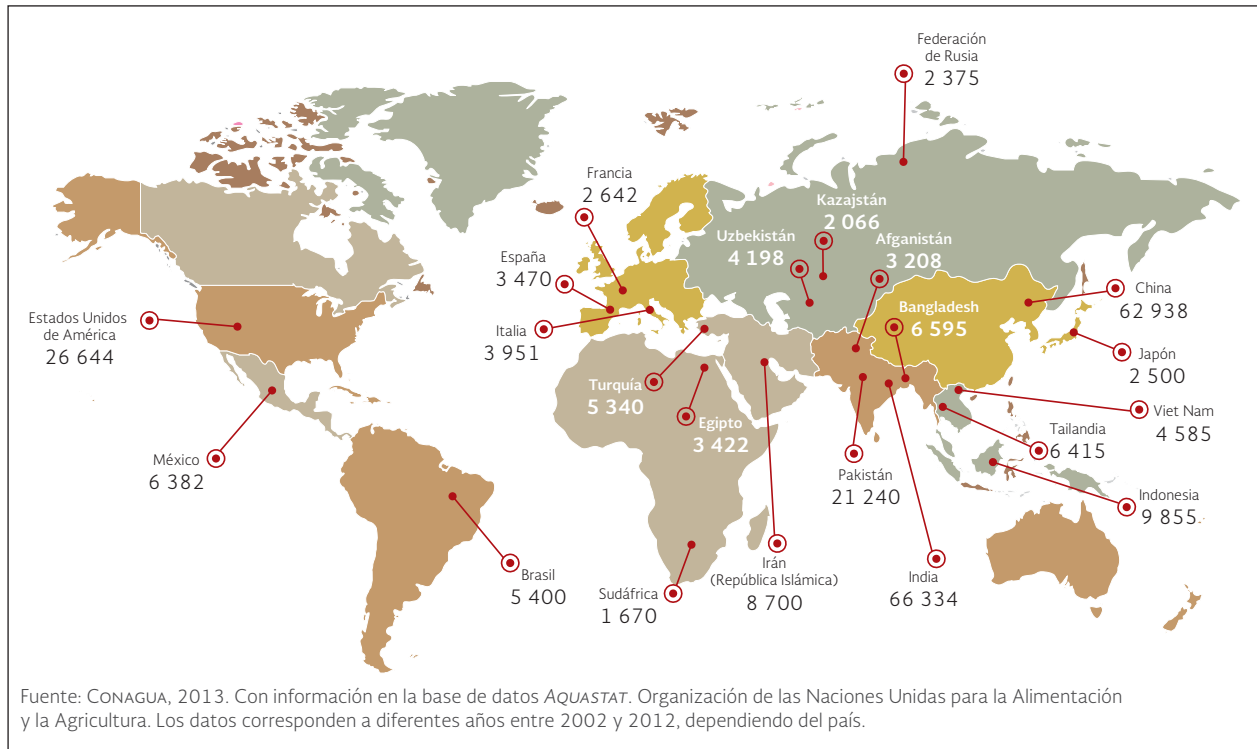 Federación
de Rusia
2 375
Francia
2 642
Kazajstán
2 066
Uzbekistán
4 198
Afganistán
3 208
España
3 470
Bangladesh
6 595
China
62 938
Estados Unidos
de América
26 644
Italia
3 951
Japón
2 500
Turquía
5 340
Egipto
3 422
Viet Nam
4 585
Tailandia
6 415
México
6 382
Pakistán
21 240
Indonesia
9 855
Brasil
5 400
Sudáfrica
1 670
Irán
(República Islámica)
8 700
India
66 334
Fuente: CONAGUA, 2013. Con información en la base de datos AQUASTAT. Organización de las Naciones Unidas para la Alimentación
y la Agricultura. Los datos corresponden a diferentes años entre 2002 y 2012, dependiendo del país.